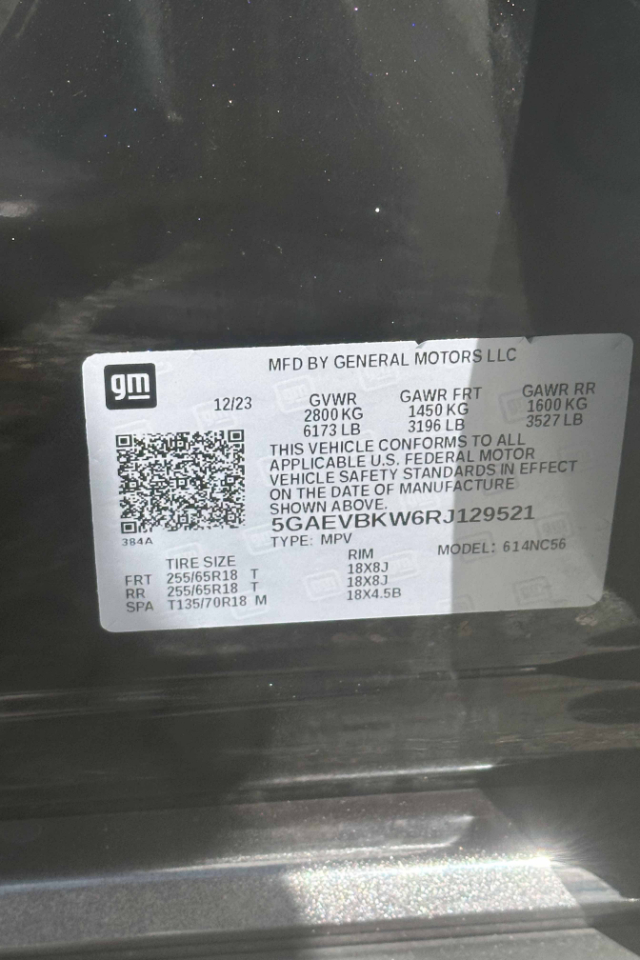 gm
MFD BY GENERAL MOTORS LLC
12/23 GVWR GAWR FRT GAWR RR
2800 KG 1450 KG 1600 KG
6173 LB 3196 LB 3527 LB
THIS VEHICLE CONFORMS TO ALL
APPLICABLE U.S. FEDERAL MOTOR
VEHICLE SAFETY STANDARDS IN EFFECT
ON THE DATE OF MANUFACTURE
SHOWN ABOVE.
5GAEVBKW6RJ129521
384A
TYPE: MPV MODEL: 614NC56
TIRE SIZE RIM
FRT 255/65R18 T 18X8J
RR 255/65R18 T 18X8J
SPA T135/70R18 M 18X4.5B